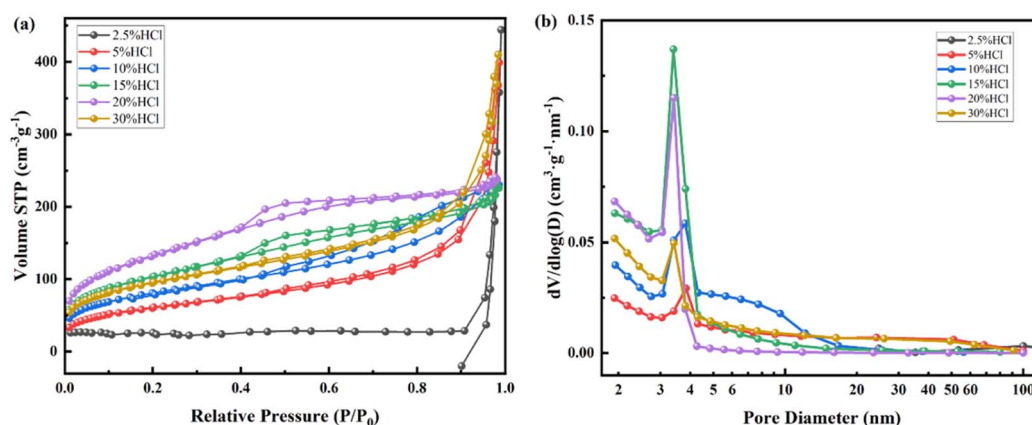 (a)
2.5%HCl
5%HCl
10%HCl
15%HCl
20%HCl
30%HCl
Volume STP (cm⁻³g⁻¹)
400
300
200
100
0
0.0 0.2 0.4 0.6 0.8 1.0
Relative Pressure (P/P₀)
(b)
2.5%HCl
5%HCl
10%HCl
15%HCl
20%HCl
30%HCl
dV/dlog(D) (cm³·g⁻¹·nm⁻¹)
0.15
0.10
0.05
0.00
2 3 4 5 6 10 20 30 40 50 60 100
Pore Diameter (nm)